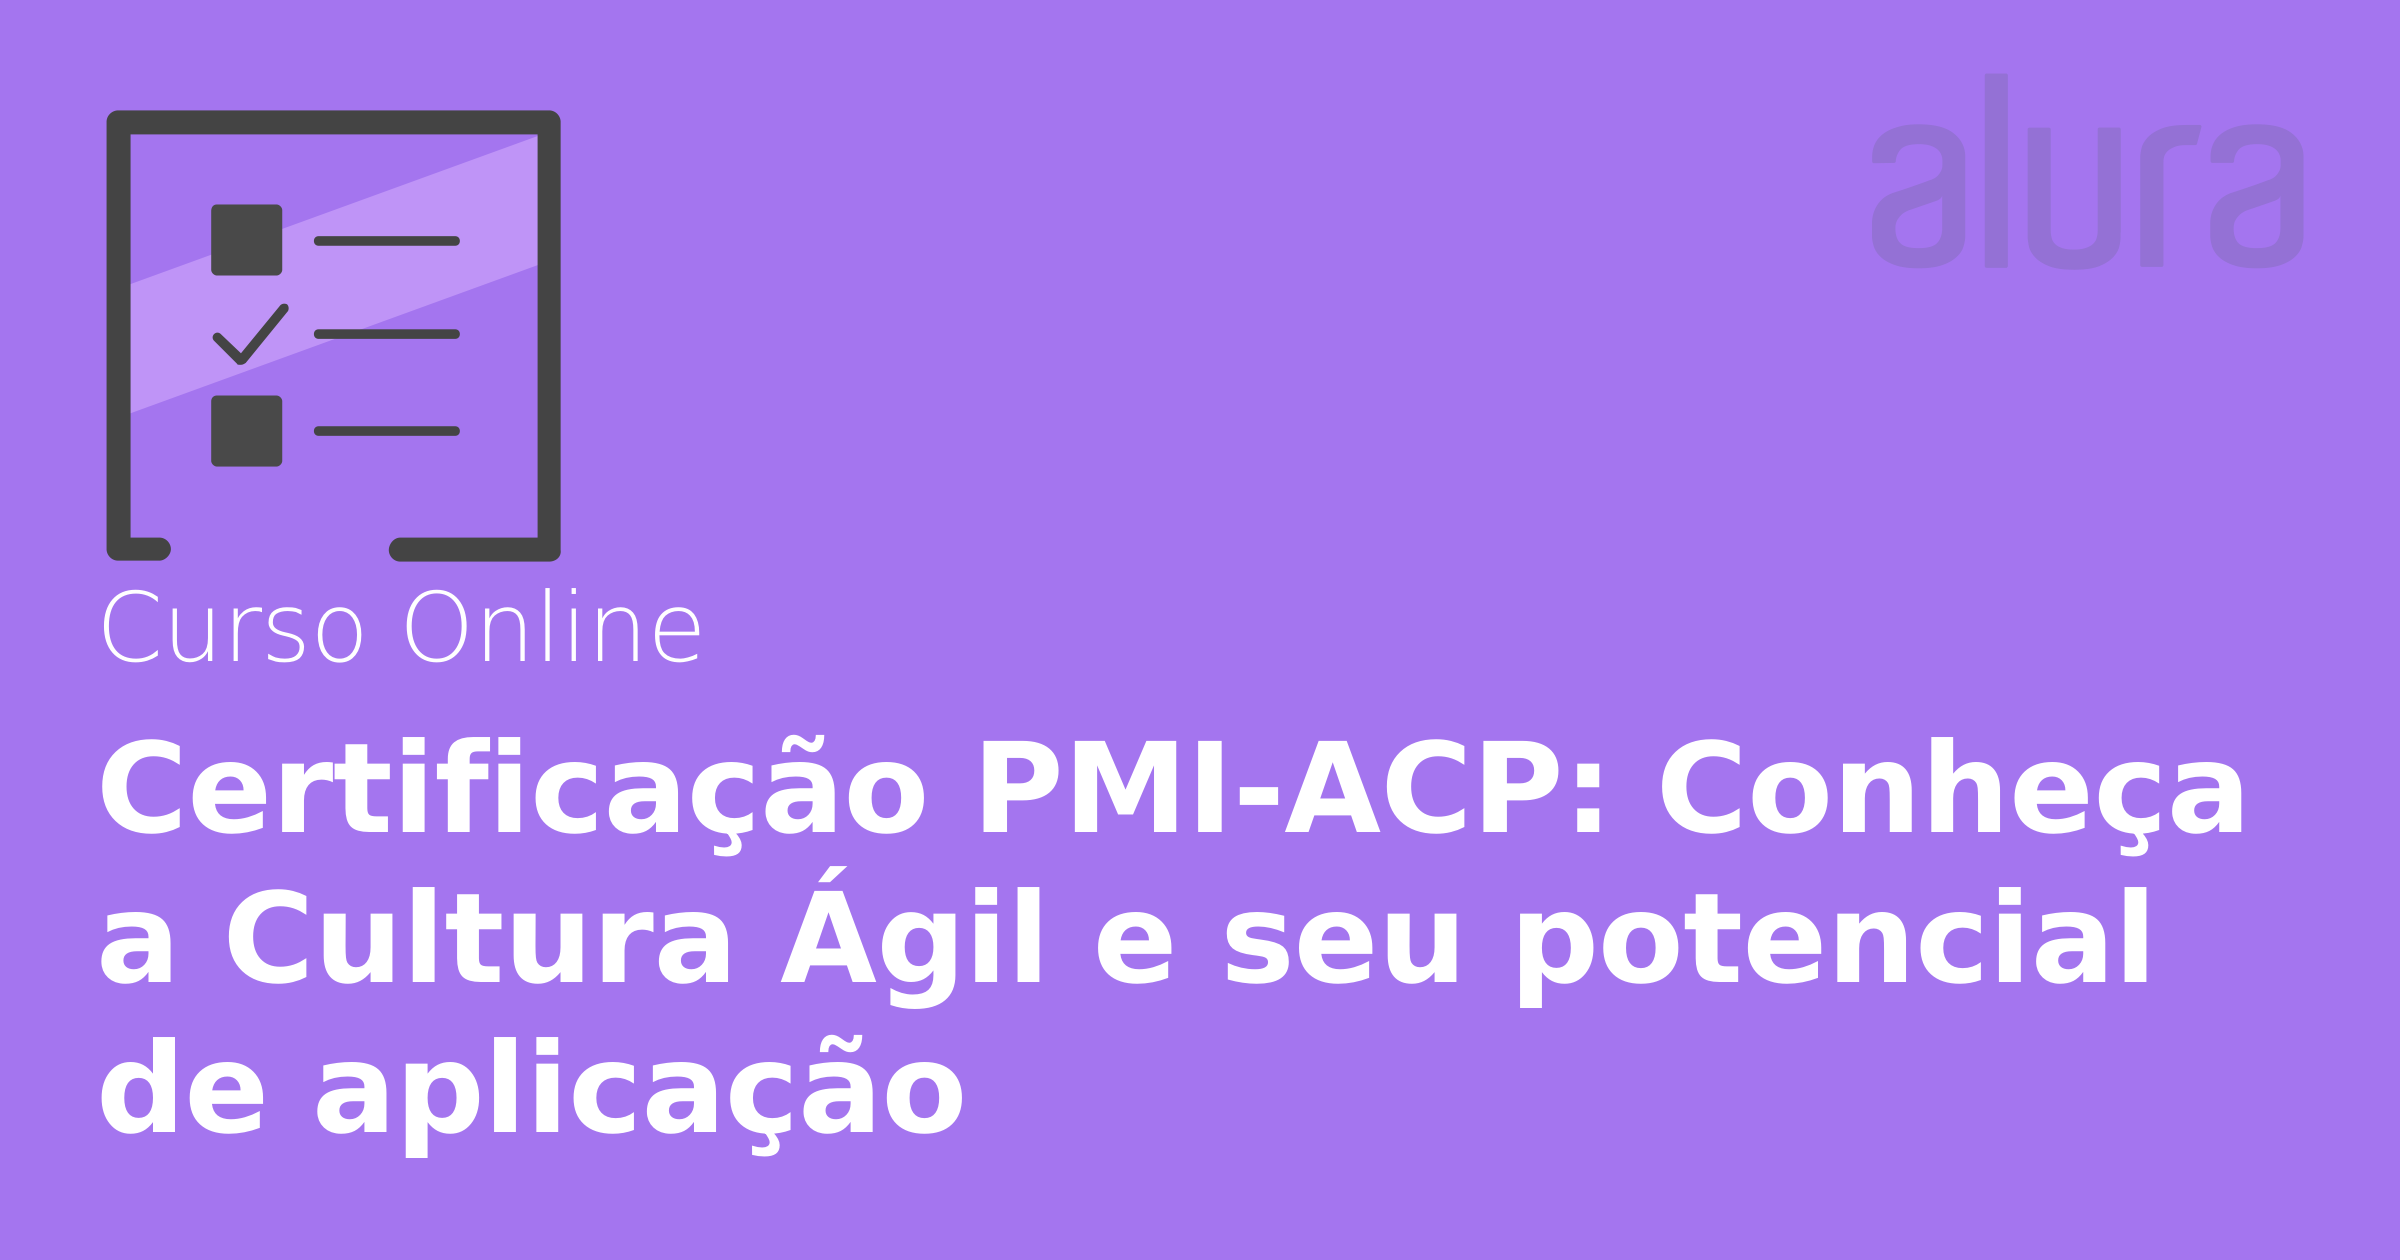 alura
Curso Online
Certificação PMI-ACP: Conheça
a Cultura Ágil e seu potencial
de aplicação